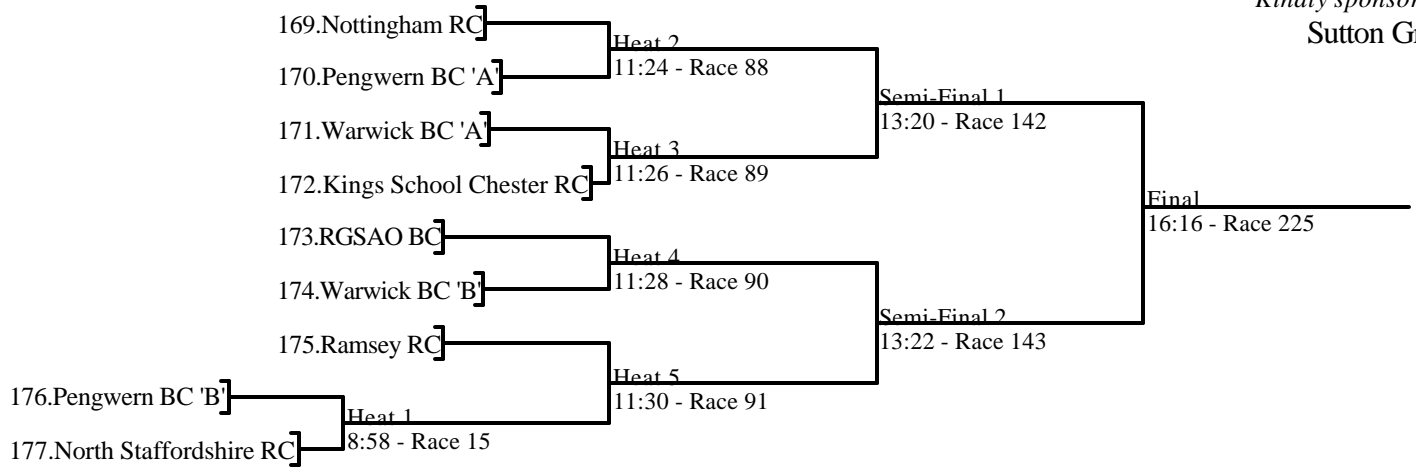 Kindly sponsor
Sutton Gr
169.Nottingham RC
Heat 2
11:24 - Race 88
170.Pengwern BC 'A'
Semi-Final 1
13:20 - Race 142
171.Warwick BC 'A'
Heat 3
11:26 - Race 89
172.Kings School Chester RC
Final
16:16 - Race 225
173.RGSAO BC
Heat 4
11:28 - Race 90
174.Warwick BC 'B'
Semi-Final 2
13:22 - Race 143
175.Ramsey RC
Heat 5
11:30 - Race 91
176.Pengwern BC 'B'
Heat 1
8:58 - Race 15
177.North Staffordshire RC